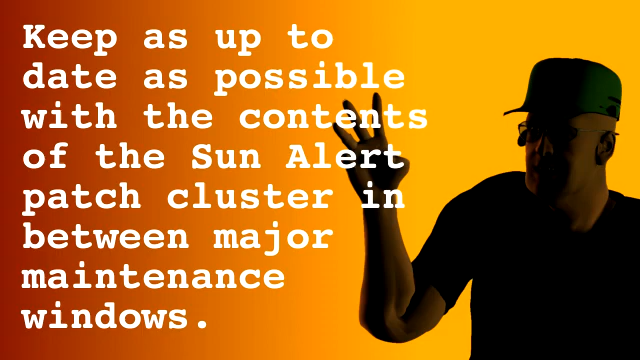 Keep as up to
date as possible
with the contents
of the Sun Alert
patch cluster in
between major
maintenance
windows.